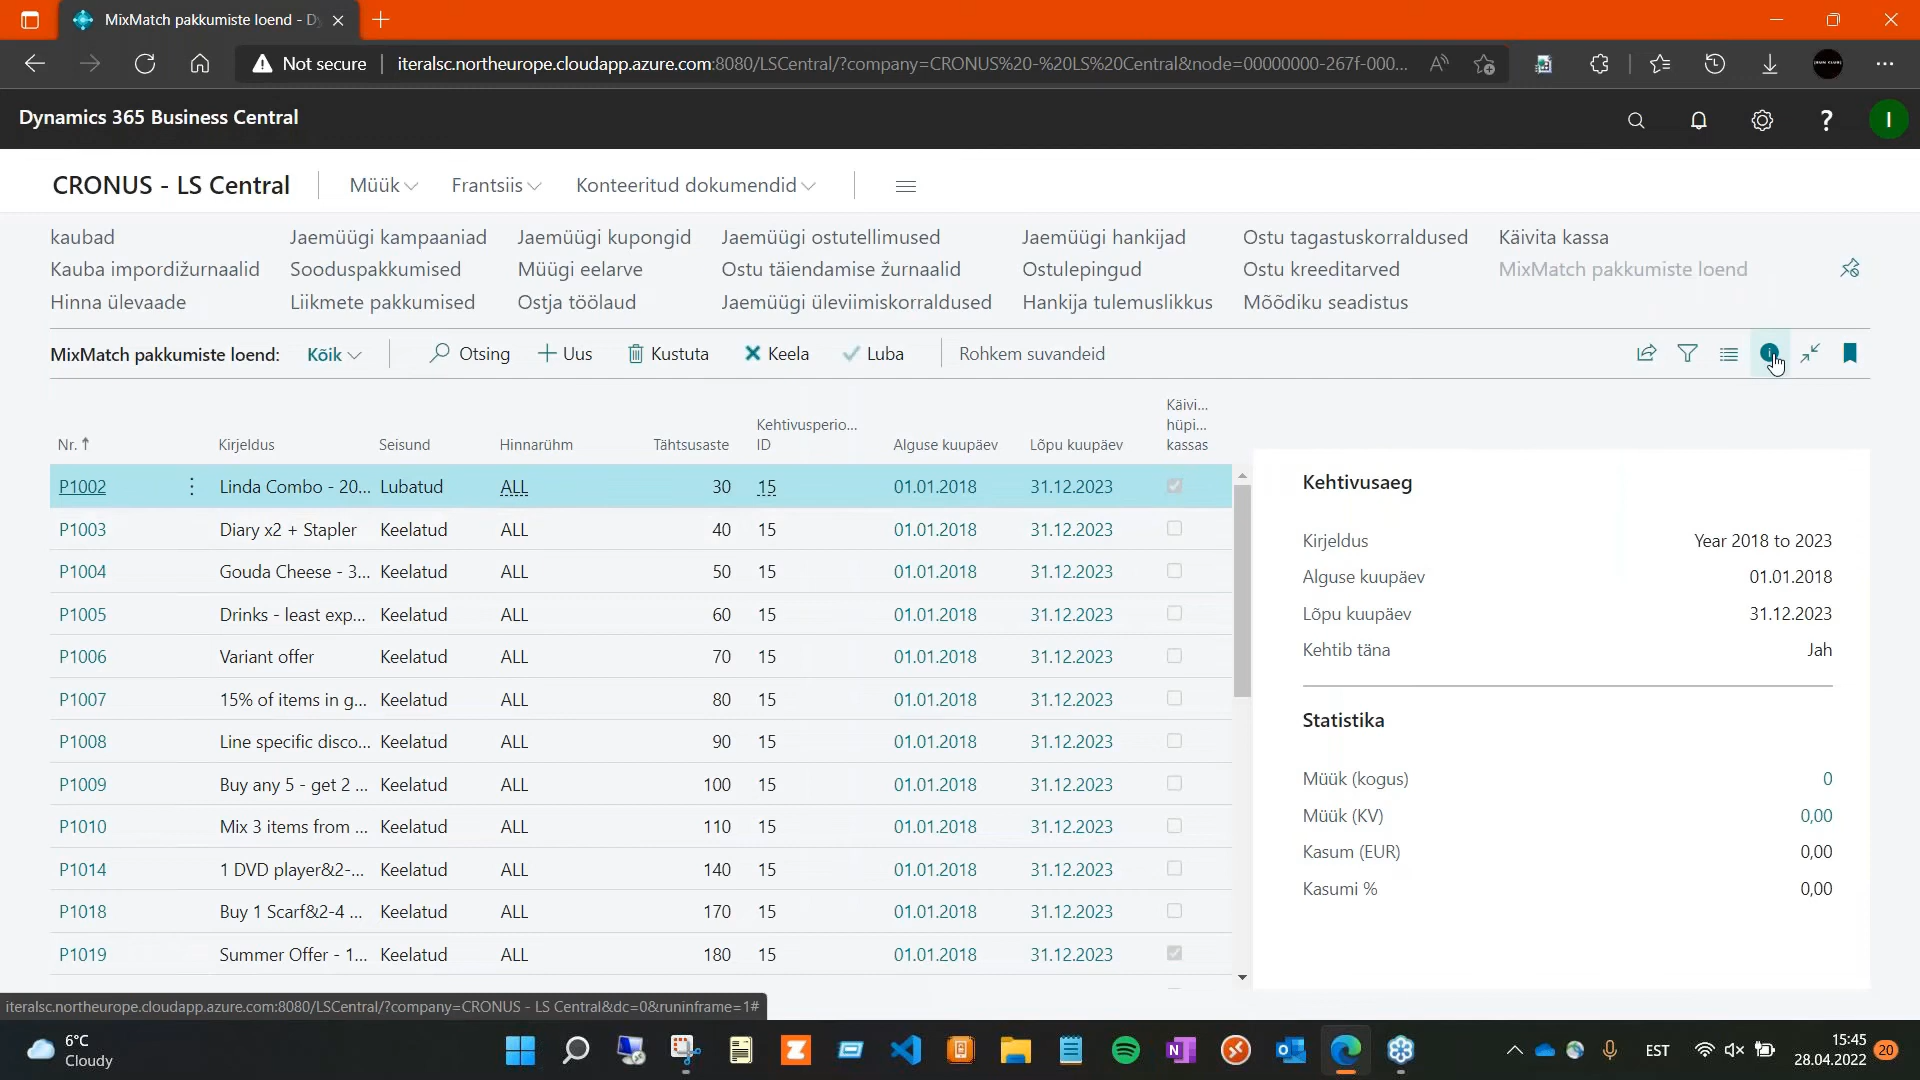 MixMatch pakkumiste loend - D
Not secure
iteralsc.northeurope.cloudapp.azure.com:8080/LSCentral/?company=CRONUS%20-%20LS%20Central&node=00000000-267f-000...
Dynamics 365 Business Central
I
CRONUS - LS Central
Müük
Frantsiis
Konteeritud dokumendid
kaubad
Jaemüügi kampaaniad
Jaemüügi kupongid
Jaemüügi ostutellimused
Jaemüügi hankijad
Ostu tagastuskorraldused
Käivita kassa
Kauba impordižurnaalid
Sooduspakkumised
Müügi eelarve
Ostu täiendamise žurnaalid
Ostulepingud
Ostu kreeditarved
MixMatch pakkumiste loend
Hinna ülevaade
Liikmete pakkumised
Ostja töölaud
Jaemüügi üleviimiskorraldused
Hankija tulemuslikkus
Mõõdiku seadistus
MixMatch pakkumiste loend:
Kõik
Otsing
Uus
Kustuta
Keela
Luba
Rohkem suvandeid
Nr. ↑
Kirjeldus
Seisund
Hinnarühm
Tähtsusaste
Kehtivusperio...
ID
Alguse kuupäev
Lõpu kuupäev
Käivi...
hüpi...
kassas
P1002 Linda Combo - 20... Lubatud ALL 30 15 01.01.2018 31.12.2023
P1003 Diary x2 + Stapler Keelatud ALL 40 15 01.01.2018 31.12.2023
P1004 Gouda Cheese - 3... Keelatud ALL 50 15 01.01.2018 31.12.2023
P1005 Drinks - least exp... Keelatud ALL 60 15 01.01.2018 31.12.2023
P1006 Variant offer Keelatud ALL 70 15 01.01.2018 31.12.2023
P1007 15% of items in g... Keelatud ALL 80 15 01.01.2018 31.12.2023
P1008 Line specific disco... Keelatud ALL 90 15 01.01.2018 31.12.2023
P1009 Buy any 5 - get 2 ... Keelatud ALL 100 15 01.01.2018 31.12.2023
P1010 Mix 3 items from ... Keelatud ALL 110 15 01.01.2018 31.12.2023
P1014 1 DVD player&2-... Keelatud ALL 140 15 01.01.2018 31.12.2023
P1018 Buy 1 Scarf&2-4 ... Keelatud ALL 170 15 01.01.2018 31.12.2023
P1019 Summer Offer - 1... Keelatud ALL 180 15 01.01.2018 31.12.2023
Kehtivusaeg
Kirjeldus Year 2018 to 2023
Alguse kuupäev 01.01.2018
Lõpu kuupäev 31.12.2023
Kehtib täna Jah
Statistika
Müük (kogus) 0
Müük (KV) 0,00
Kasum (EUR) 0,00
Kasumi % 0,00
iteralsc.northeurope.cloudapp.azure.com:8080/LSCentral/?company=CRONUS - LS Central&dc=0&runinframe=1#
6°C
Cloudy
EST
15:45
28.04.2022
20